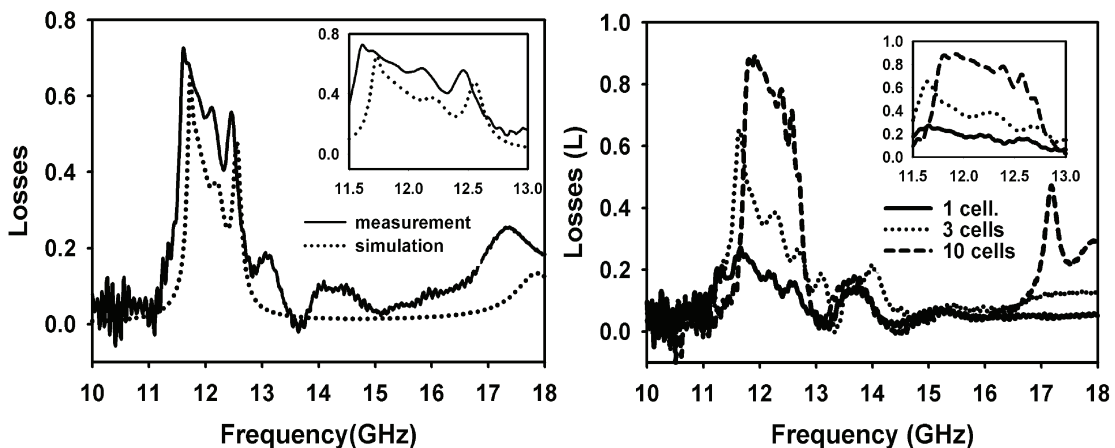 Losses
0.8
0.6
0.4
0.2
0.0
10 11 12 13 14 15 16 17 18
Frequency(GHz)
0.8
0.4
0.0
11.5 12.0 12.5 13.0
measurement
simulation
Losses (L)
1.0
0.8
0.6
0.4
0.2
0.0
10 11 12 13 14 15 16 17 18
Frequency (GHz)
1.0
0.8
0.6
0.4
0.2
0.0
11.5 12.0 12.5 13.0
1 cell.
3 cells
10 cells